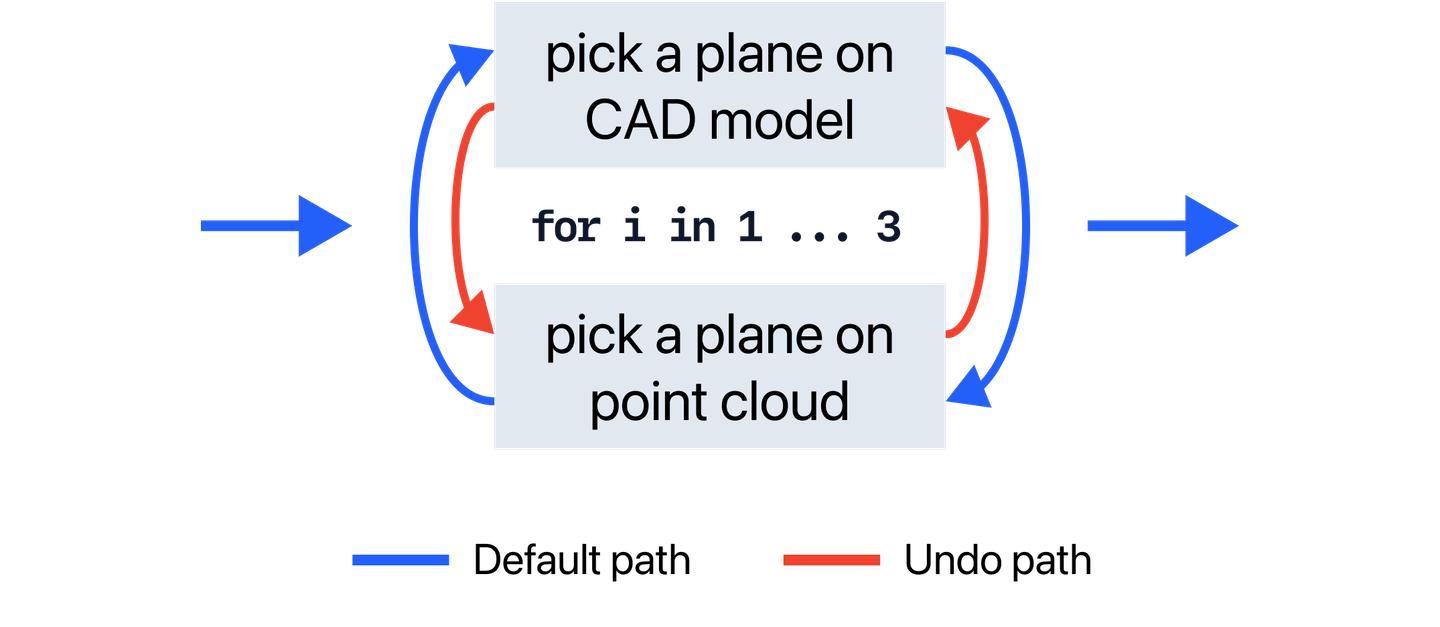 pick a plane on
CAD model
for i in 1 ... 3
pick a plane on
point cloud
Default path
Undo path